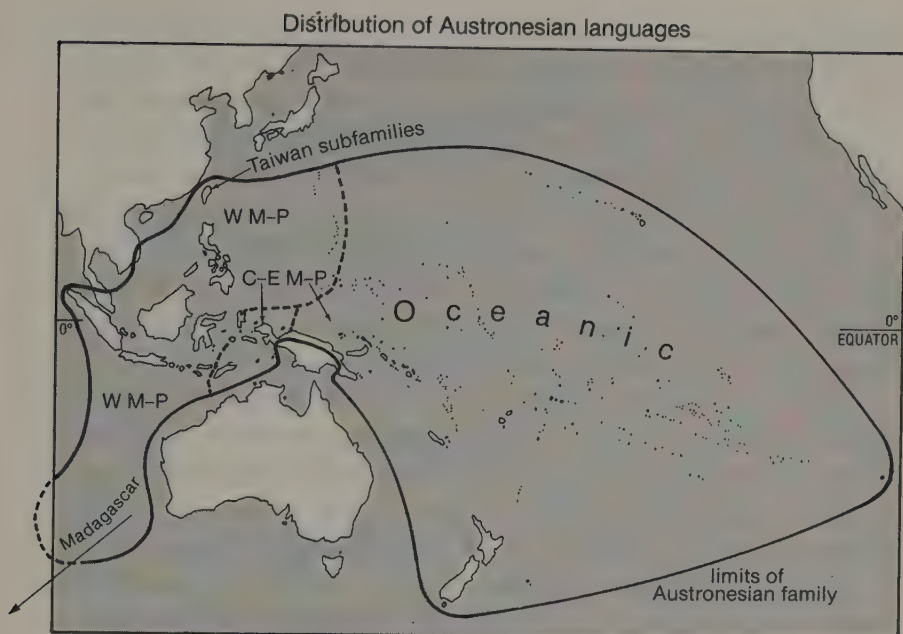 Distribution of Austronesian languages
Taiwan subfamilies
W M-P
C-E M-P
Oceanic
0°
0°
EQUATOR
W M-P
Madagascar
limits of
Austronesian family